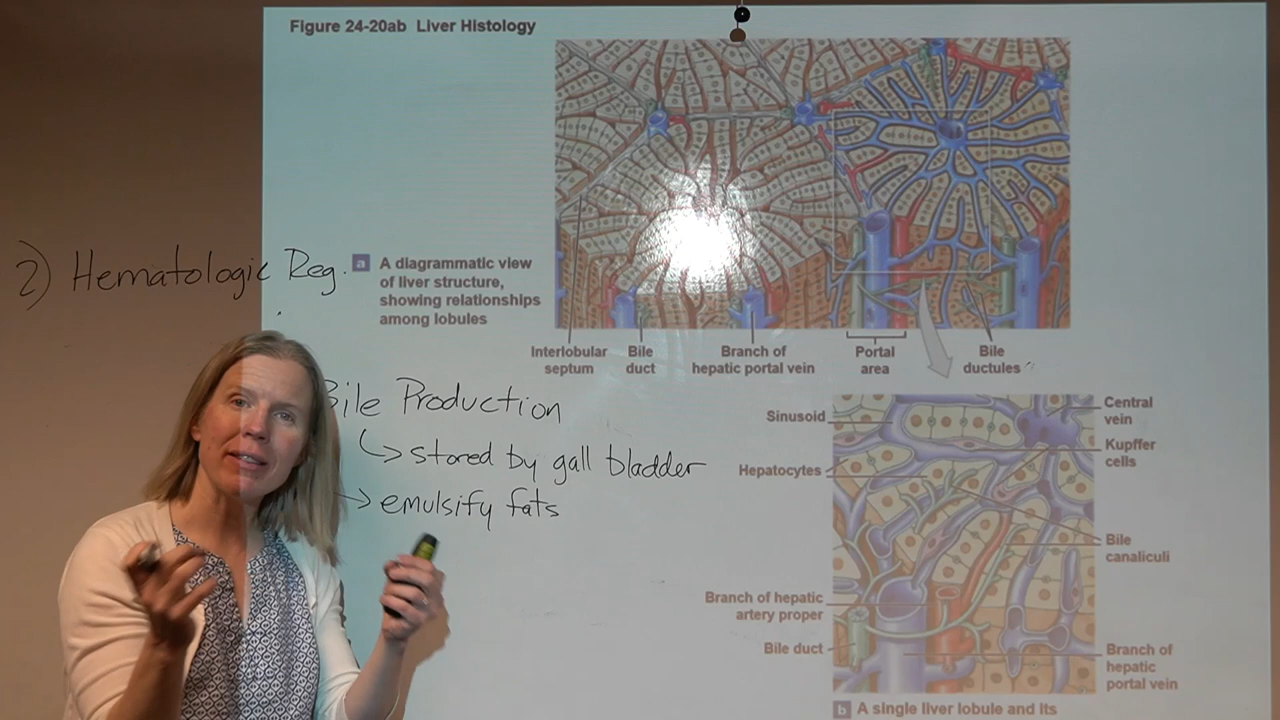 Figure 24-20ab Liver Histology
2) Hematologic Reg.
a A diagrammatic view
of liver structure,
showing relationships
among lobules
Interlobular
septum
Bile
duct
Branch of
hepatic portal vein
Portal
area
Bile
ductules
Bile Production
stored by gall bladder
emulsify fats
Sinusoid
Hepatocytes
Branch of hepatic
artery proper
Bile duct
Central
vein
Kupffer
cells
Bile
canaliculi
Branch of
hepatic
portal vein
b A single liver lobule and its